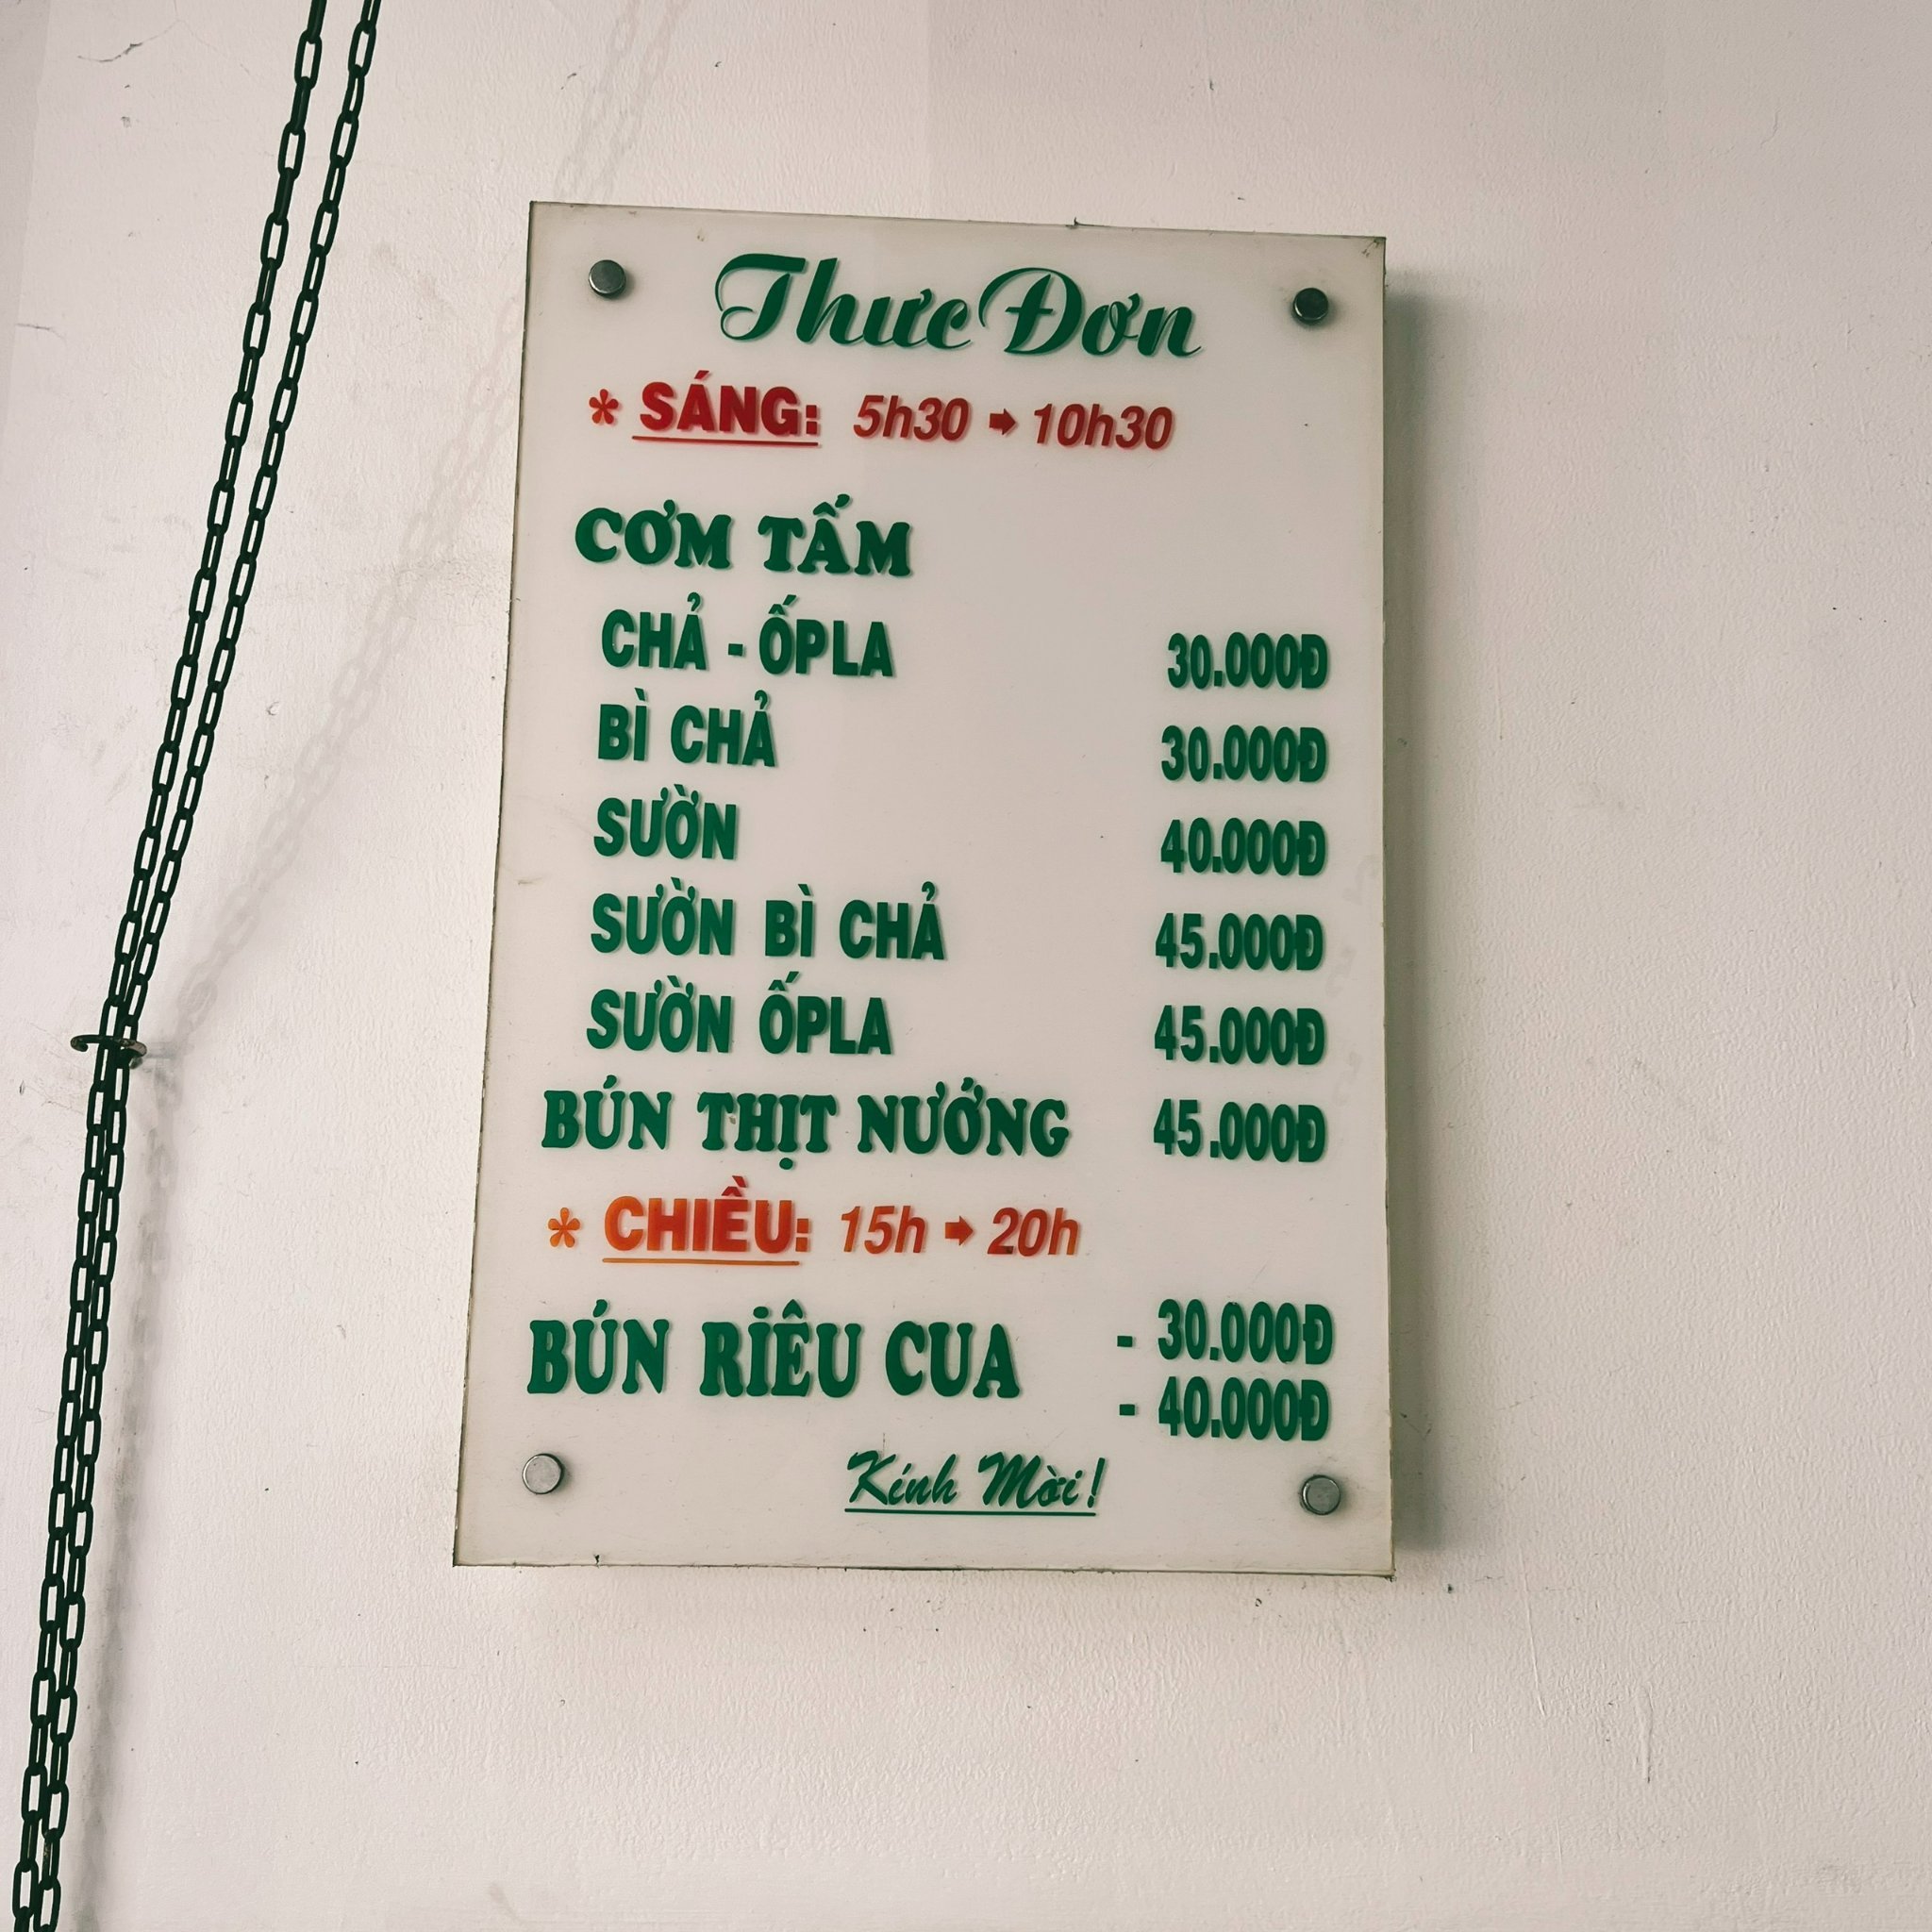 Thực Đơn
* SÁNG: 5h30 → 10h30
CƠM TẤM
CHẢ - ỐPLA 30.000Đ
BÌ CHẢ 30.000Đ
SƯỜN 40.000Đ
SƯỜN BÌ CHẢ 45.000Đ
SƯỜN ỐPLA 45.000Đ
BÚN THỊT NƯỚNG 45.000Đ
* CHIỀU: 15h → 20h
BÚN RIÊU CUA - 30.000Đ
- 40.000Đ
Kính Mời!